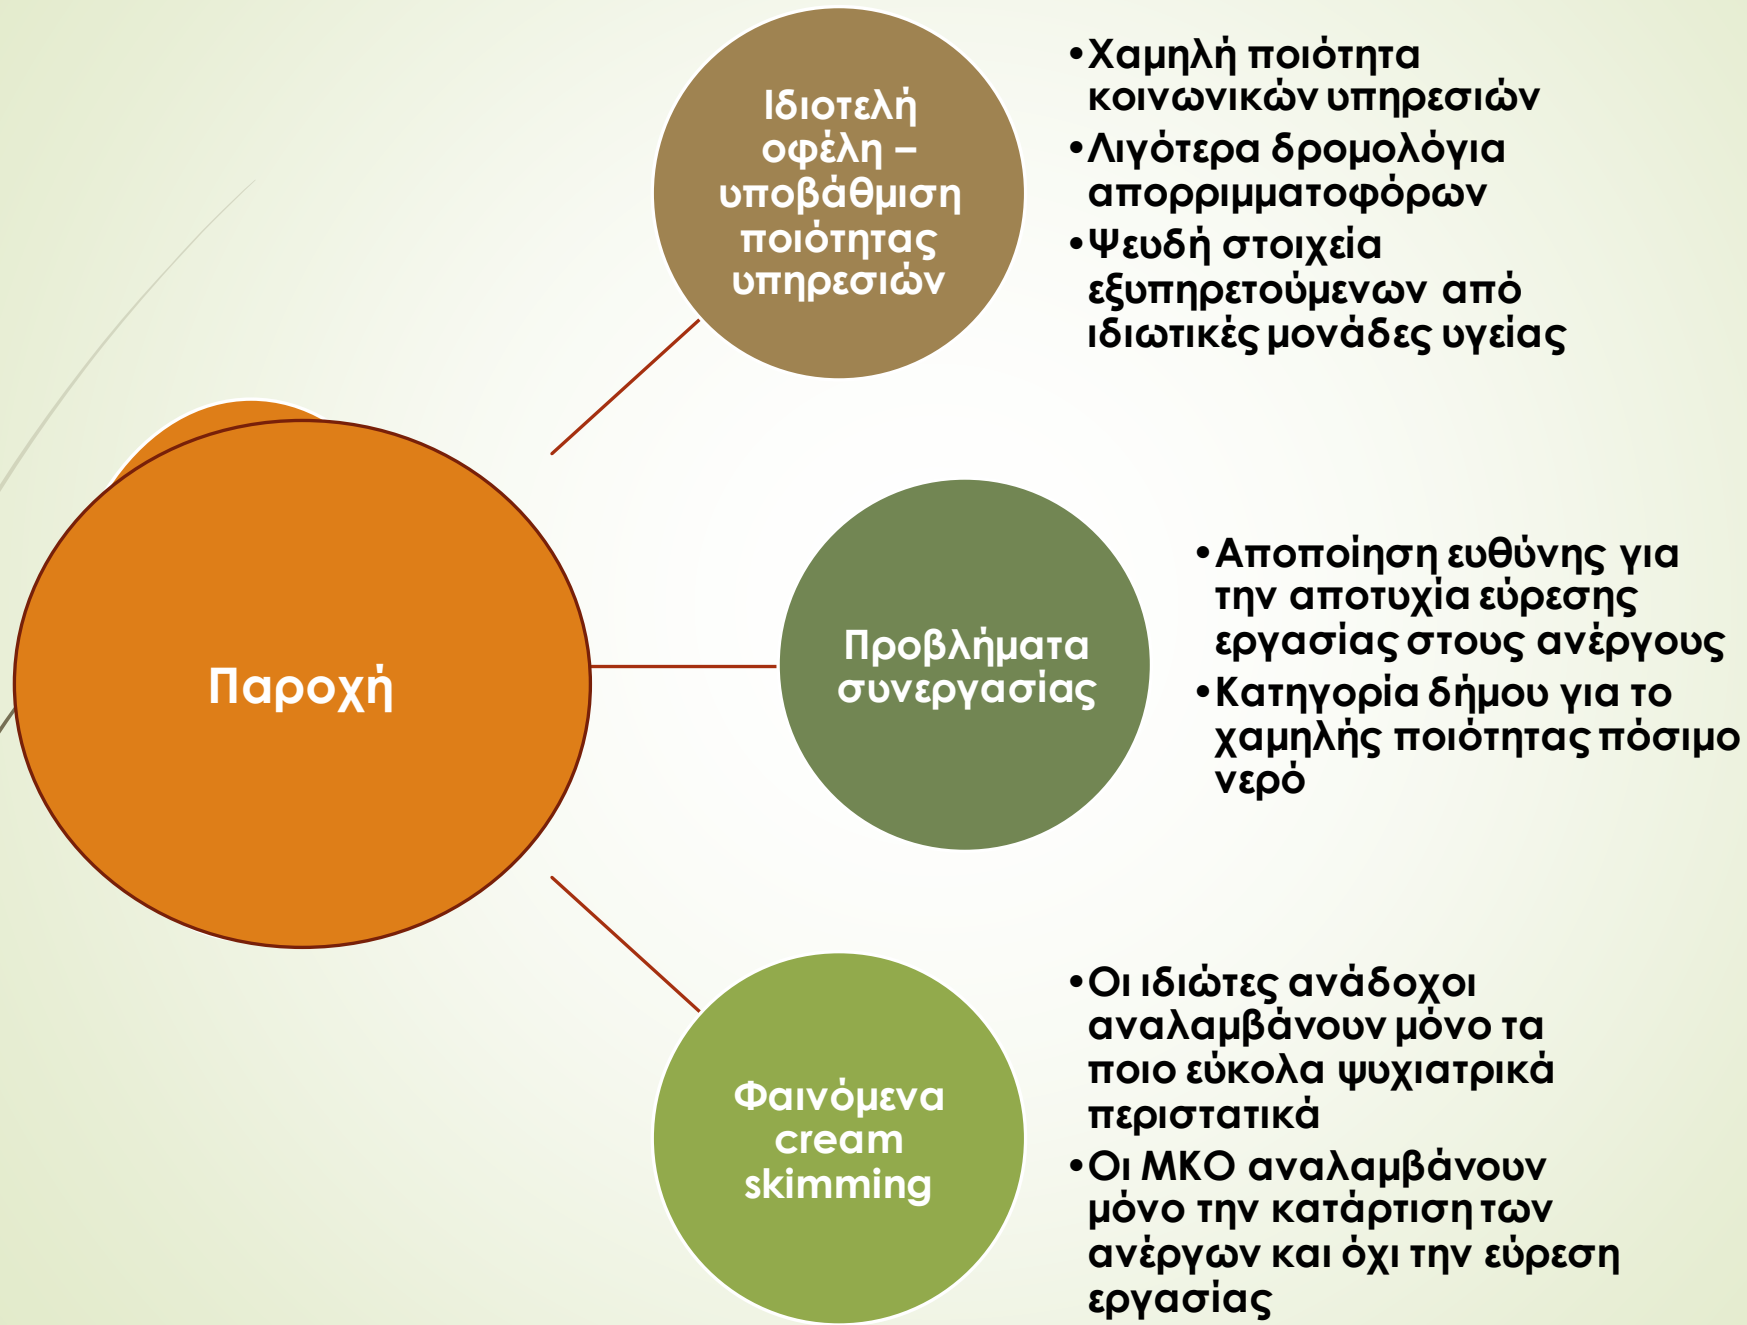 Παροχή
Ιδιοτελή
οφέλη –
υποβάθμιση
ποιότητας
υπηρεσιών
•Χαμηλή ποιότητα
κοινωνικών υπηρεσιών
•Λιγότερα δρομολόγια
απορριμματοφόρων
•Ψευδή στοιχεία
εξυπηρετούμενων από
ιδιωτικές μονάδες υγείας
Προβλήματα
συνεργασίας
•Αποποίηση ευθύνης για
την αποτυχία εύρεσης
εργασίας στους ανέργους
•Κατηγορία δήμου για το
χαμηλής ποιότητας πόσιμο
νερό
Φαινόμενα
cream
skimming
•Οι ιδιώτες ανάδοχοι
αναλαμβάνουν μόνο τα
ποιο εύκολα ψυχιατρικά
περιστατικά
•Οι ΜΚΟ αναλαμβάνουν
μόνο την κατάρτιση των
ανέργων και όχι την εύρεση
εργασίας